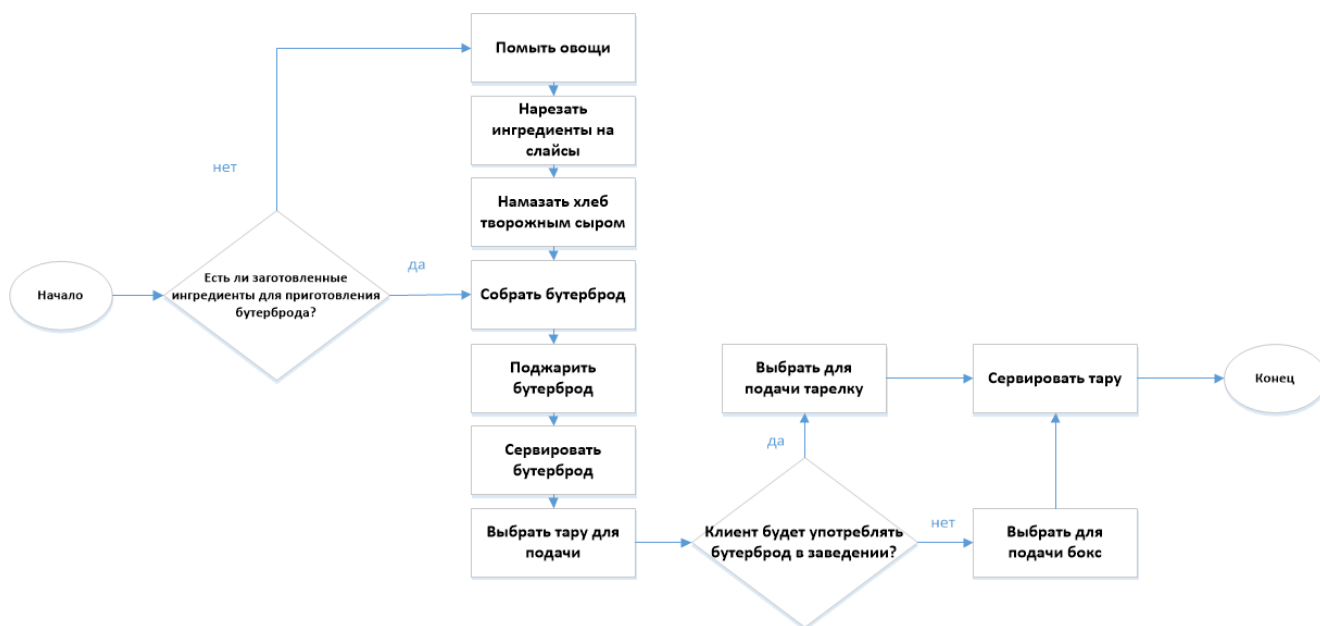 Помыть овощи
Нарезать
ингредиенты на
слайсы
нет
Намазать хлеб
творожным сыром
Начало
Есть ли заготовленные
ингредиенты для приготовления
бутерброда?
да
Собрать бутерброд
Поджарить
бутерброд
Выбрать для
подачи тарелку
Сервировать тару
Конец
Сервировать
бутерброд
да
Выбрать тару для
подачи
Клиент будет употреблять
бутерброд в заведении?
нет
Выбрать для
подачи бокс